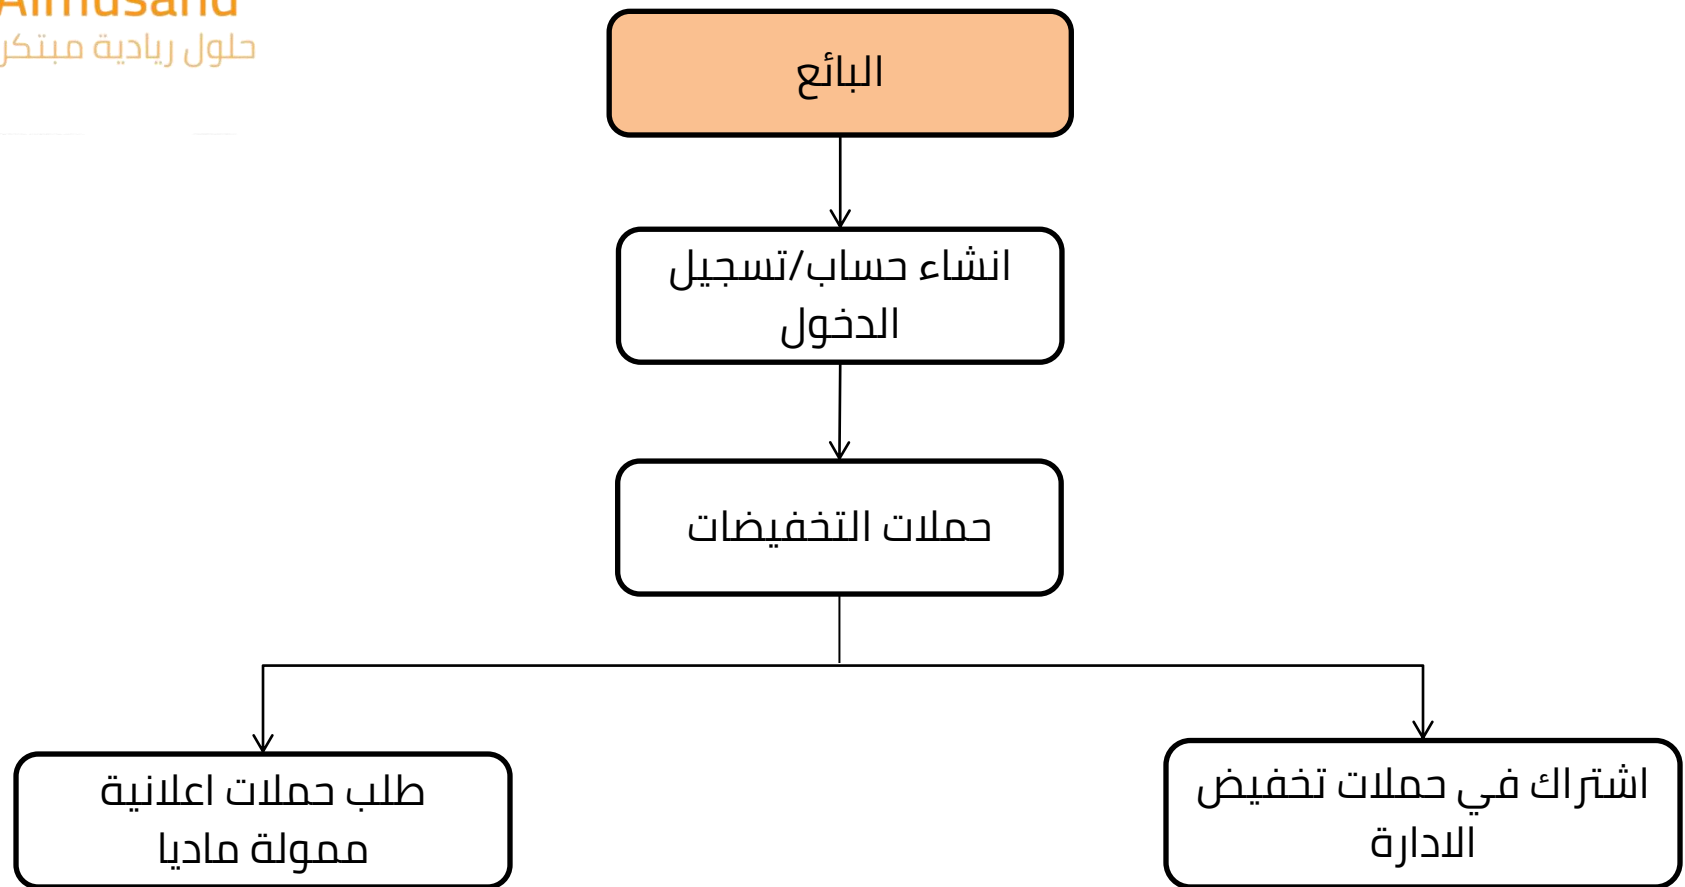 Almusand
حلول ريادية مبتكر
البائع
انشاء حساب/تسجيل
الدخول
حملات التخفيضات
اشتراك في حملات تخفيض
الادارة
طلب حملات اعلانية
ممولة ماديا